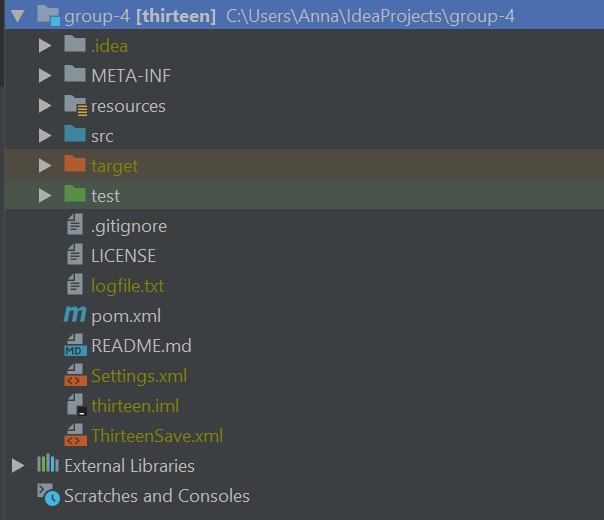 group-4 [thirteen] C:\Users\Anna\IdeaProjects\group-4
.idea
META-INF
resources
src
target
test
.gitignore
LICENSE
logfile.txt
m pom.xml
MD README.md
Settings.xml
thirteen.iml
ThirteenSave.xml
External Libraries
Scratches and Consoles